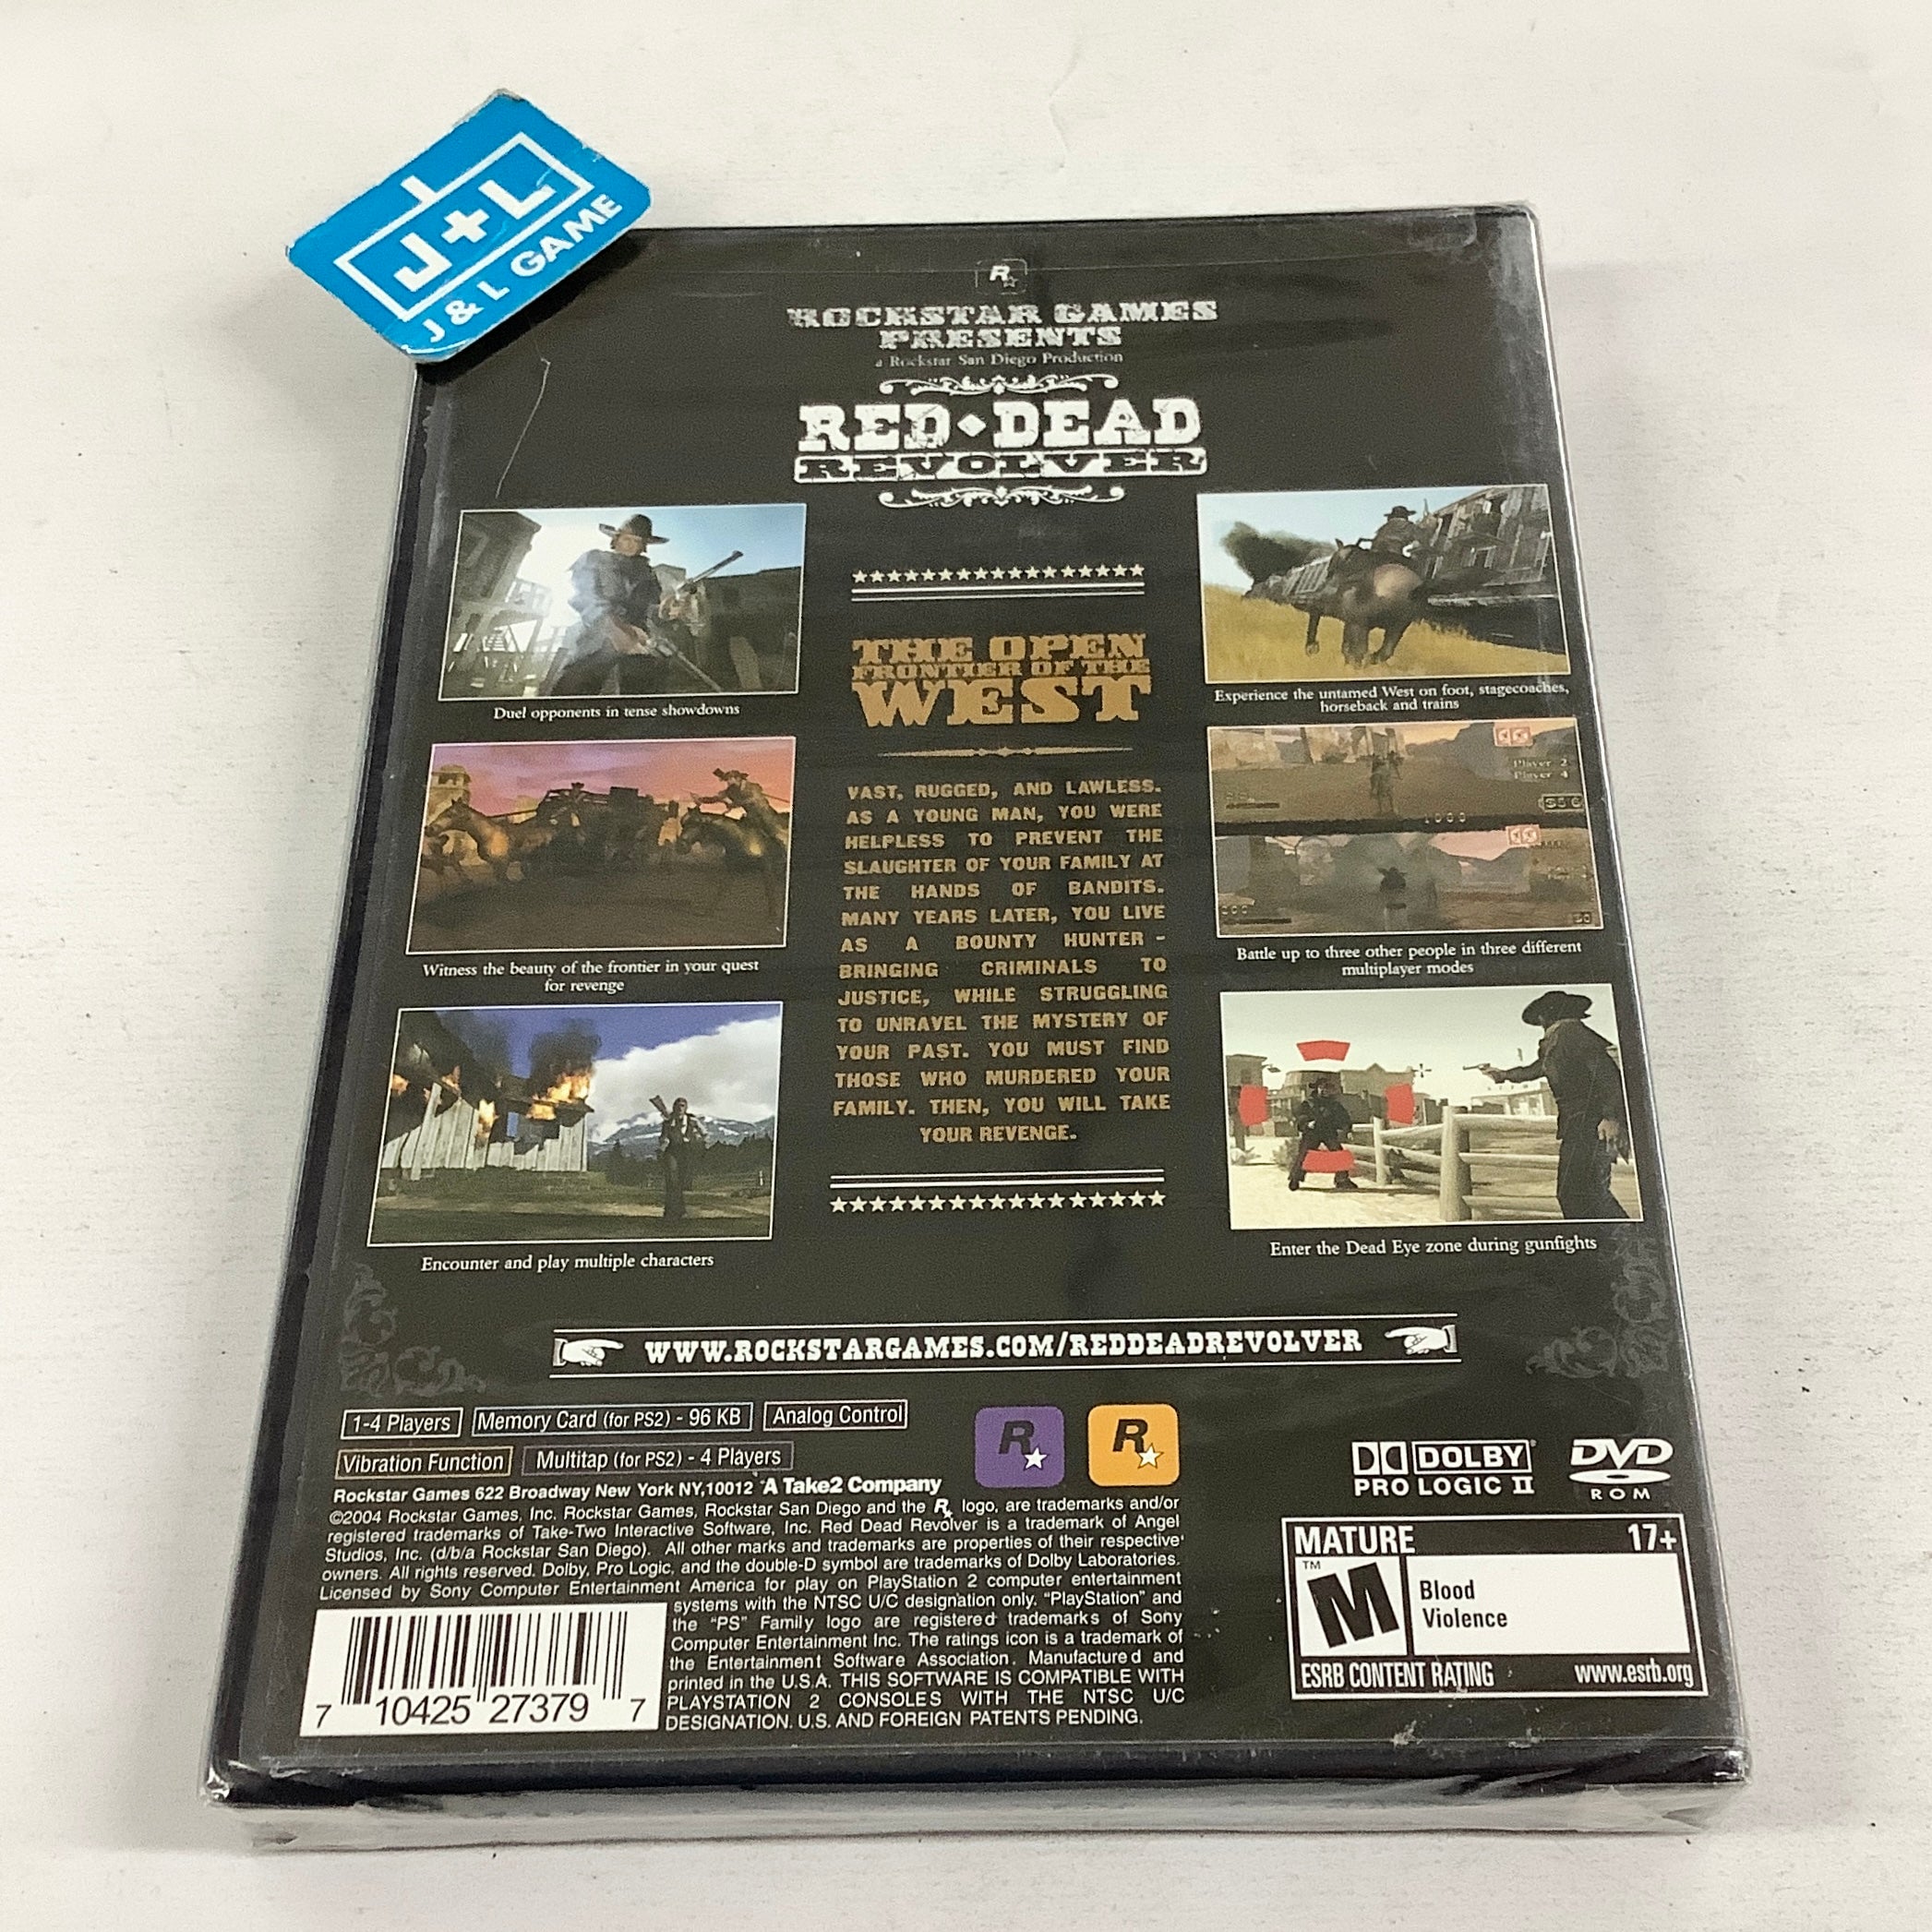 J+L
J & L GAME
R
ROCKSTAR GAMES
PRESENTS
a Rockstar San Diego Production
RED DEAD
REVOLVER
THE OPEN
FRONTIER OF THE
WEST
VAST, RUGGED, AND LAWLESS.
AS A YOUNG MAN, YOU WERE
HELPLESS TO PREVENT THE
SLAUGHTER OF YOUR FAMILY AT
THE HANDS OF BANDITS.
MANY YEARS LATER, YOU LIVE
AS A BOUNTY HUNTER -
BRINGING CRIMINALS TO
JUSTICE, WHILE STRUGGLING
TO UNRAVEL THE MYSTERY OF
YOUR PAST. YOU MUST FIND
THOSE WHO MURDERED YOUR
FAMILY. THEN, YOU WILL TAKE
YOUR REVENGE.
Duel opponents in tense showdowns
Witness the beauty of the frontier in your quest
for revenge
Encounter and play multiple characters
Experience the untamed West on foot, stagecoaches,
horseback and trains
Player 2
Player 4
Battle up to three other people in three different
multiplayer modes
Enter the Dead Eye zone during gunfights
WWW.ROCKSTARGAMES.COM/REDDEADREVOLVER
1-4 Players
Memory Card (for PS2) - 96 KB
Analog Control
Vibration Function
Multitap (for PS2) - 4 Players
R
R
DOLBY
PRO LOGIC II
DVD
ROM
Rockstar Games 622 Broadway New York NY,10012 A Take2 Company
©2004 Rockstar Games, Inc. Rockstar Games, Rockstar San Diego and the R logo, are trademarks and/or
registered trademarks of Take-Two Interactive Software, Inc. Red Dead Revolver is a trademark of Angel
Studios, Inc. (d/b/a Rockstar San Diego). All other marks and trademarks are properties of their respective
owners. All rights reserved. Dolby, Pro Logic, and the double-D symbol are trademarks of Dolby Laboratories.
Licensed by Sony Computer Entertainment America for play on PlayStation 2 computer entertainment
systems with the NTSC U/C designation only. “PlayStation” and
the “PS” Family logo are registered trademarks of Sony
Computer Entertainment Inc. The ratings icon is a trademark of
the Entertainment Software Association. Manufactured and
printed in the U.S.A. THIS SOFTWARE IS COMPATIBLE WITH
PLAYSTATION 2 CONSOLES WITH THE NTSC U/C
DESIGNATION. U.S. AND FOREIGN PATENTS PENDING.
7 10425 27379 7
MATURE 17+
TM
M
Blood
Violence
ESRB CONTENT RATING www.esrb.org